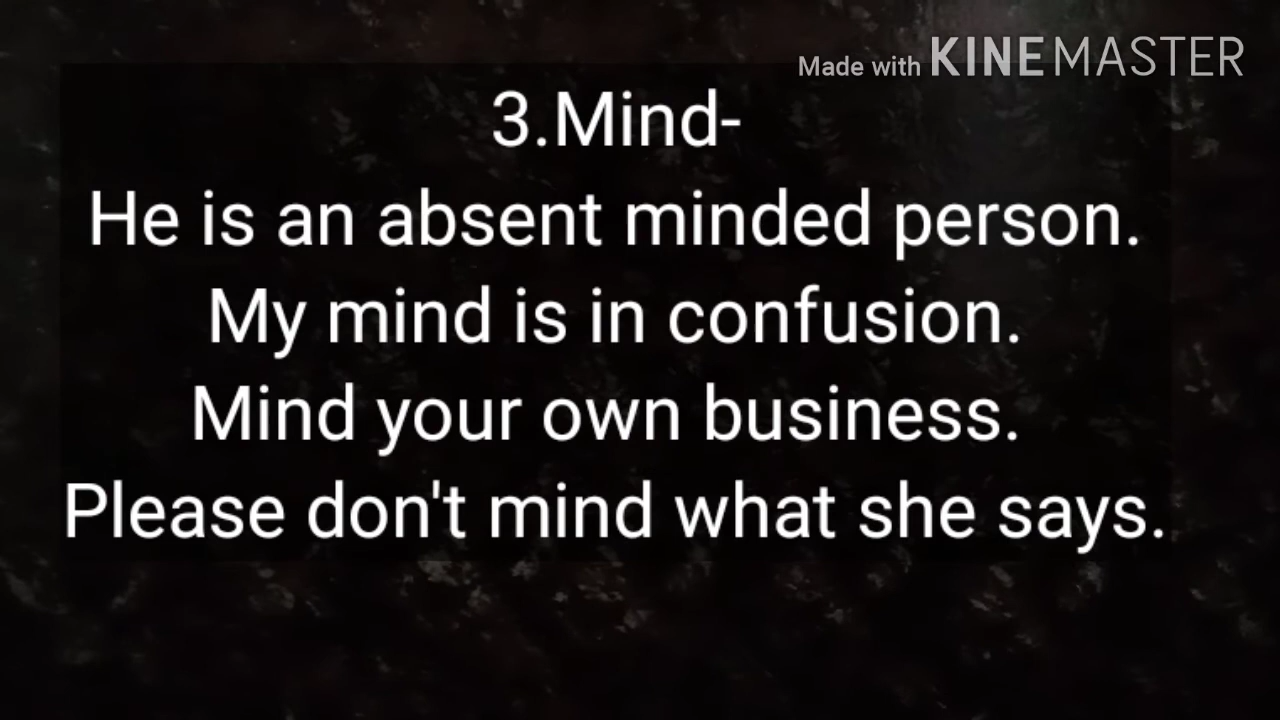 Made with KINEMASTER
3.Mind-
He is an absent minded person.
My mind is in confusion.
Mind your own business.
Please don't mind what she says.